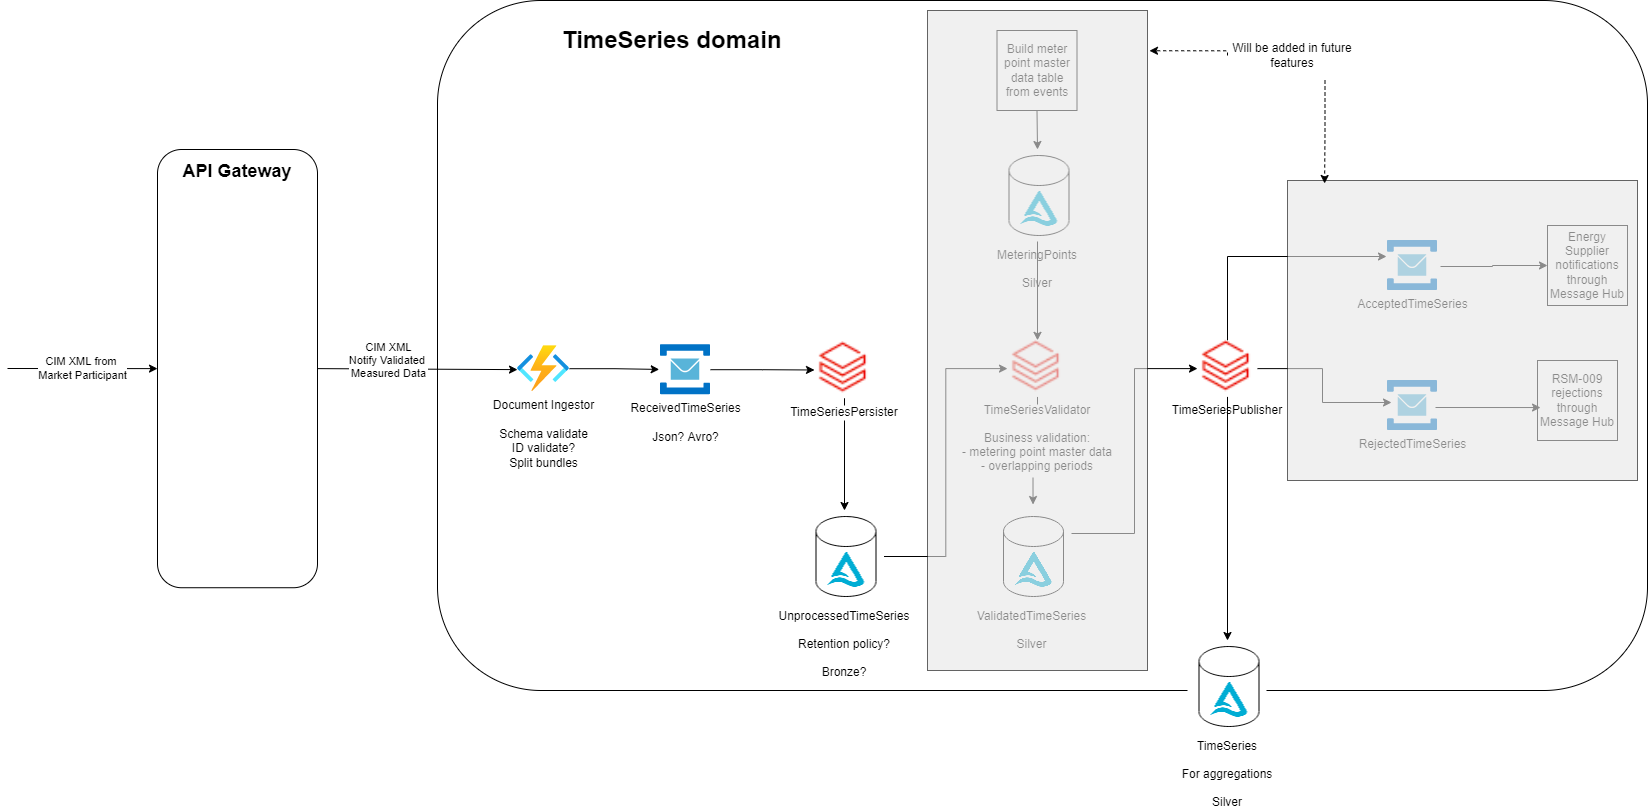 TimeSeries domain
Build meter
point master
data table
from events
Will be added in future
features
API Gateway
MeteringPoints
Silver
Energy
Supplier
notifications
through
Message Hub
AcceptedTimeSeries
CIM XML from
Market Participant
CIM XML
Notify Validated
Measured Data
Document Ingestor
Schema validate
ID validate?
Split bundles
ReceivedTimeSeries
Json? Avro?
TimeSeriesPersister
TimeSeriesValidator
Business validation:
- metering point master data
- overlapping periods
TimeSeriesPublisher
RSM-009
rejections
through
Message Hub
RejectedTimeSeries
UnprocessedTimeSeries
Retention policy?
Bronze?
ValidatedTimeSeries
Silver
TimeSeries
For aggregations
Silver